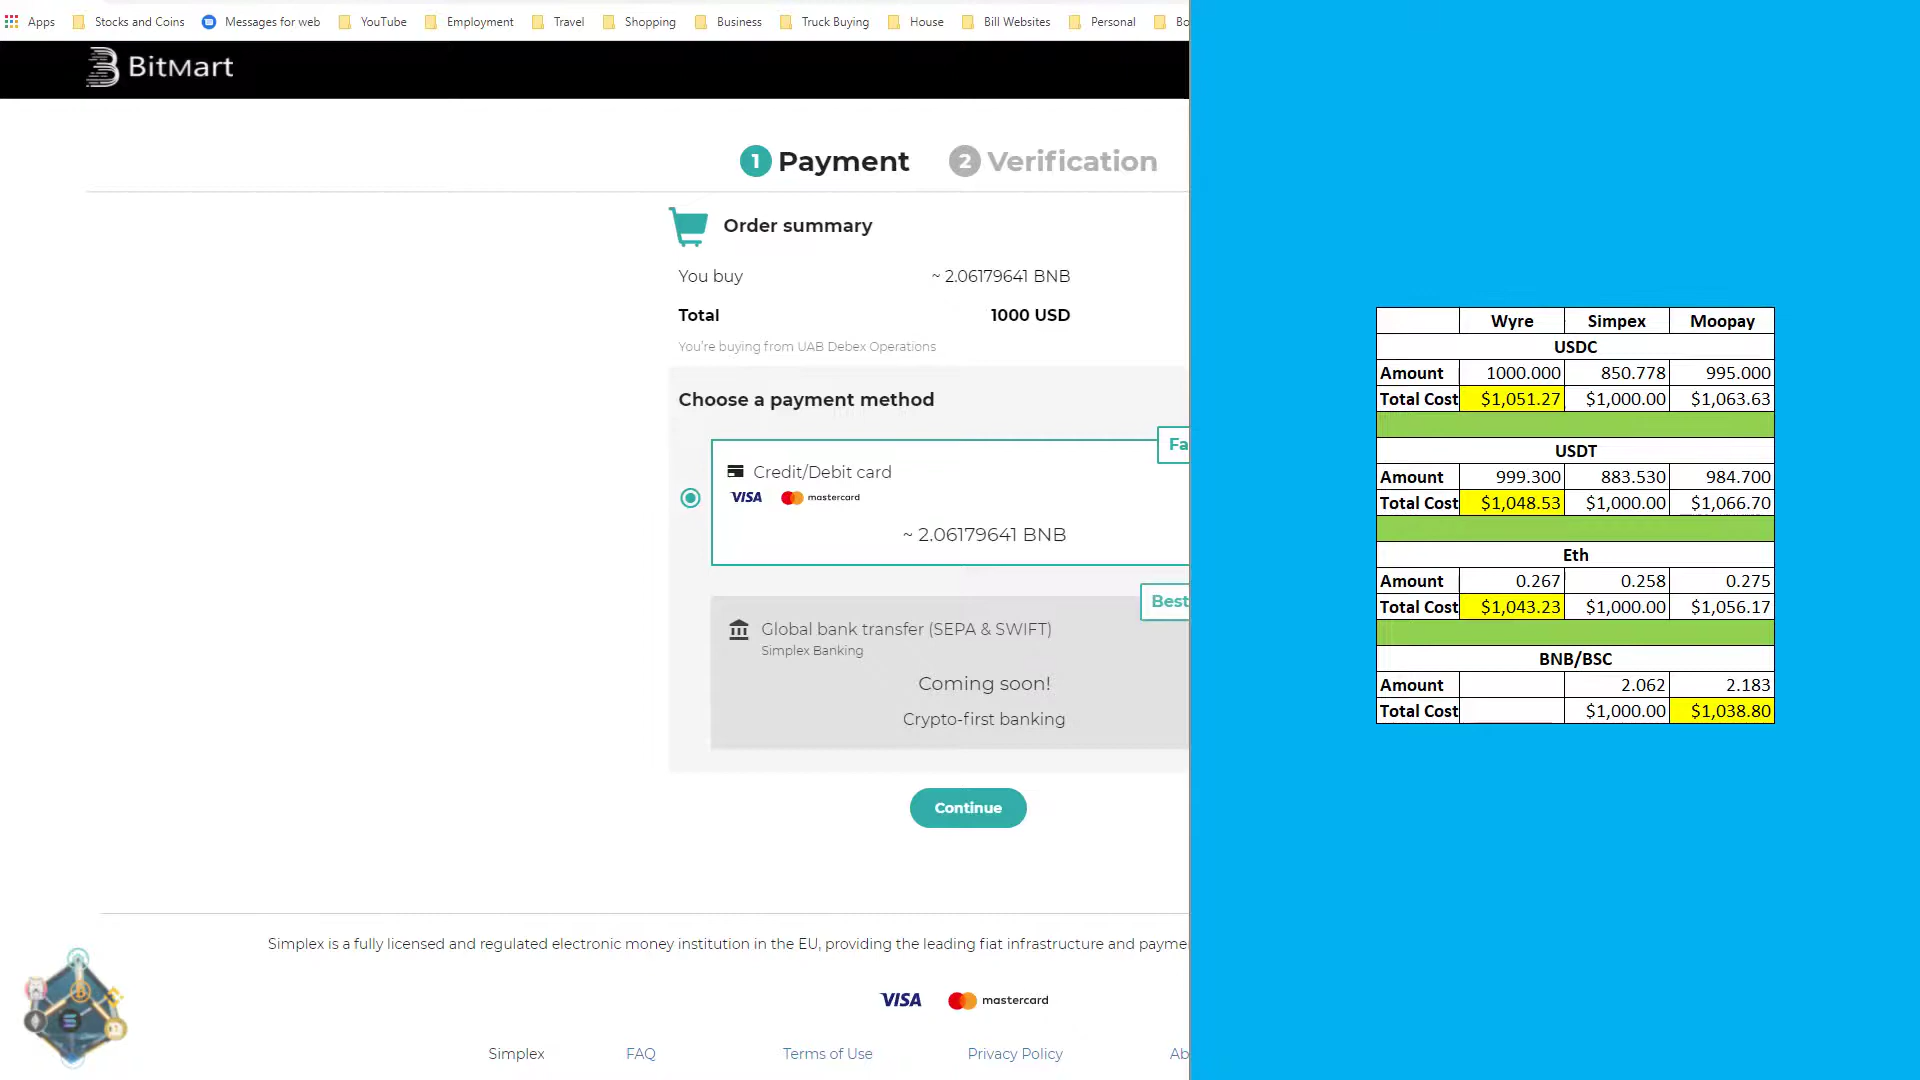 Apps Stocks and Coins Messages for web YouTube Employment Travel Shopping Business Truck Buying House Bill Websites Personal Bo
BitMart
1 Payment 2 Verification
Order summary
You buy ~ 2.06179641 BNB
Total 1000 USD
You're buying from UAB Debex Operations
Choose a payment method
Fa
Credit/Debit card
VISA mastercard
~ 2.06179641 BNB
Best
Global bank transfer (SEPA & SWIFT)
Simplex Banking
Coming soon!
Crypto-first banking
Continue
Simplex is a fully licensed and regulated electronic money institution in the EU, providing the leading fiat infrastructure and payme
VISA mastercard
Simplex FAQ Terms of Use Privacy Policy Ab
Wyre Simpex Moopay
USDC
Amount 1000.000 850.778 995.000
Total Cost $1,051.27 $1,000.00 $1,063.63
USDT
Amount 999.300 883.530 984.700
Total Cost $1,048.53 $1,000.00 $1,066.70
Eth
Amount 0.267 0.258 0.275
Total Cost $1,043.23 $1,000.00 $1,056.17
BNB/BSC
Amount 2.062 2.183
Total Cost $1,000.00 $1,038.80